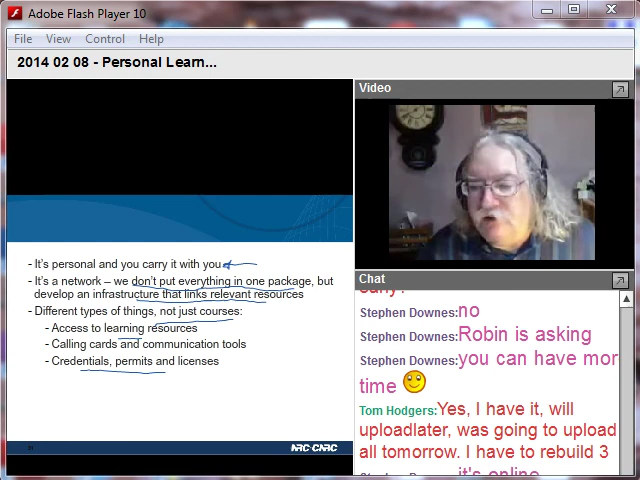 Adobe Flash Player 10
File View Control Help
2014 02 08 - Personal Learn...
- It's personal and you carry it with you
- It's a network – we don't put everything in one package, but
develop an infrastructure that links relevant resources
- Different types of things, not just courses:
- Access to learning resources
- Calling cards and communication tools
- Credentials, permits and licenses
NRC-CNRC
Video
Chat
Stephen Downes:no
Stephen Downes:Robin is asking
Stephen Downes:you can have mor
time
Tom Hodgers:Yes, I have it, will
uploadlater, was going to upload
all tomorrow. I have to rebuild 3
it's online